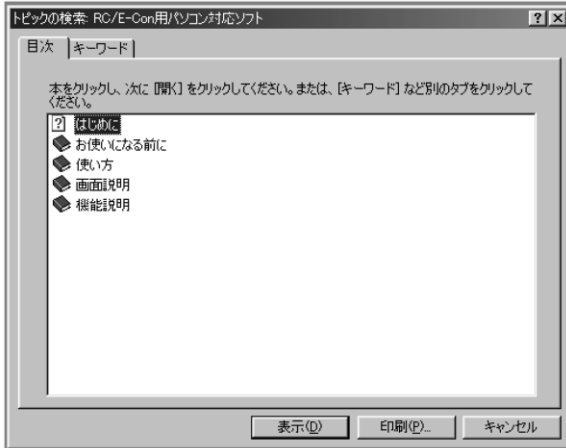 トピックの検索: RC/E-Con用パソコン対応ソフト
目次
キーワード
本をクリックし、次に [開く] をクリックしてください。または、[キーワード] など別のタブをクリックして
ください。
はじめに
お使いになる前に
使い方
画面説明
機能説明
表示(D)
印刷(P)...
キャンセル